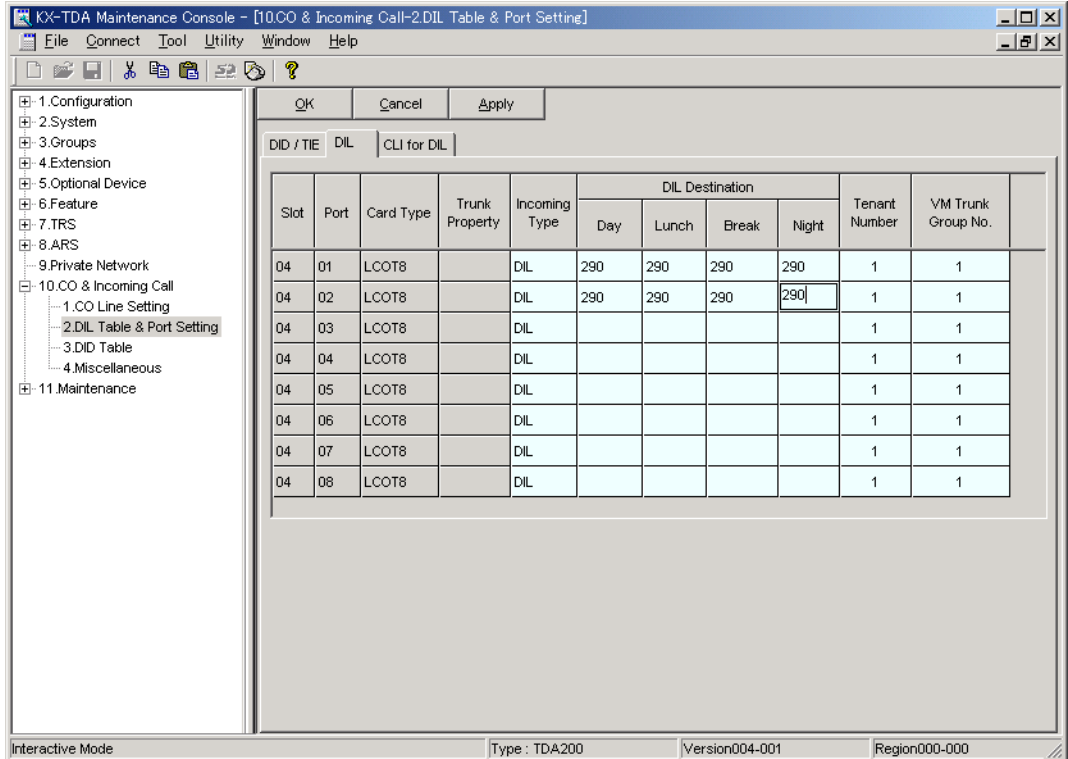 KX-TDA Maintenance Console - [10.CO & Incoming Call-2.DIL Table & Port Setting]
File Connect Tool Utility Window Help
1.Configuration
2.System
3.Groups
4.Extension
5.Optional Device
6.Feature
7.TRS
8.ARS
9.Private Network
10.CO & Incoming Call
1.CO Line Setting
2.DIL Table & Port Setting
3.DID Table
4.Miscellaneous
11.Maintenance
OK Cancel Apply
DID / TIE DIL CLI for DIL
Slot Port Card Type Trunk Property Incoming Type DIL Destination Day Lunch Break Night Tenant Number VM Trunk Group No.
04 01 LCOT8 DIL 290 290 290 290 1 1
04 02 LCOT8 DIL 290 290 290 290 1 1
04 03 LCOT8 DIL 1 1
04 04 LCOT8 DIL 1 1
04 05 LCOT8 DIL 1 1
04 06 LCOT8 DIL 1 1
04 07 LCOT8 DIL 1 1
04 08 LCOT8 DIL 1 1
Interactive Mode Type : TDA200 Version004-001 Region000-000